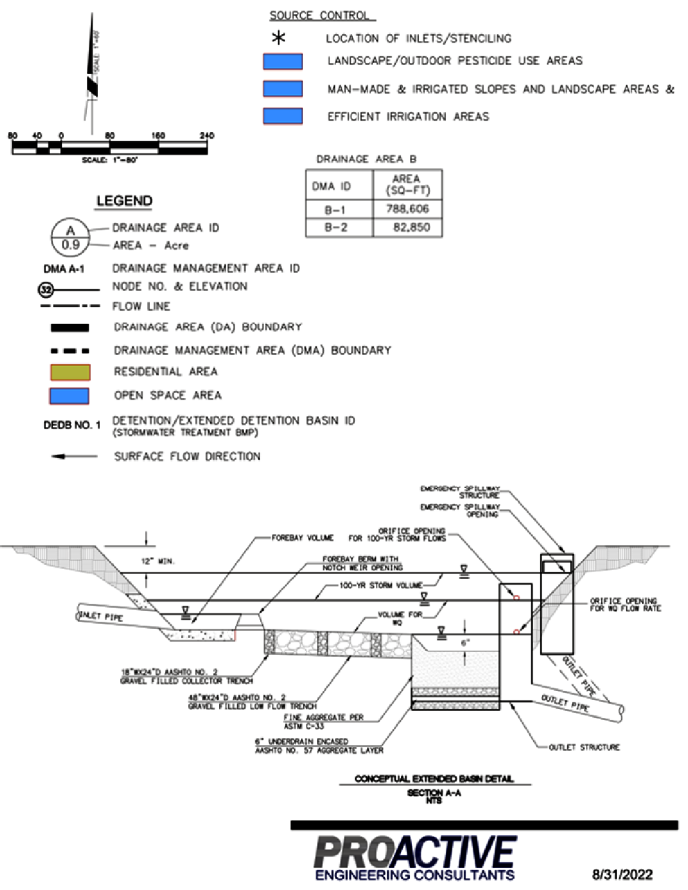 SOURCE CONTROL
LOCATION OF INLETS/STENCILING
LANDSCAPE/OUTDOOR PESTICIDE USE AREAS
MAN-MADE & IRRIGATED SLOPES AND LANDSCAPE AREAS &
EFFICIENT IRRIGATION AREAS
SCALE: 1"=80'
80 40 0 80 160 240
SCALE: 1"=80'
DRAINAGE AREA B
DMA ID
AREA
(SQ-FT)
B-1 788,606
B-2 82,850
LEGEND
A
0.9
DRAINAGE AREA ID
AREA - Acre
DMA A-1 DRAINAGE MANAGEMENT AREA ID
32 NODE NO. & ELEVATION
FLOW LINE
DRAINAGE AREA (DA) BOUNDARY
DRAINAGE MANAGEMENT AREA (DMA) BOUNDARY
RESIDENTIAL AREA
OPEN SPACE AREA
DEDB NO. 1 DETENTION/EXTENDED DETENTION BASIN ID
(STORMWATER TREATMENT BMP)
SURFACE FLOW DIRECTION
EMERGENCY SPILLWAY
STRUCTURE
EMERGENCY SPILLWAY
OPENING
ORIFICE OPENING
FOR 100-YR STORM FLOWS
FOREBAY VOLUME
12" MIN.
FOREBAY BERM WITH
NOTCH WEIR OPENING
100-YR STORM VOLUME
ORIFICE OPENING
FOR WQ FLOW RATE
INLET PIPE
VOLUME FOR
WQ
6"
18"WX24"D AASHTO NO. 2
GRAVEL FILLED COLLECTOR TRENCH
48"WX24"D AASHTO NO. 2
GRAVEL FILLED LOW FLOW TRENCH
FINE AGGREGATE PER
ASTM C-33
6" UNDERDRAIN ENCASED
AASHTO NO. 57 AGGREGATE LAYER
OUTLET PIPE
OUTLET PIPE
OUTLET STRUCTURE
CONCEPTUAL EXTENDED BASIN DETAIL
SECTION A-A
NTS
PROACTIVE
ENGINEERING CONSULTANTS
8/31/2022